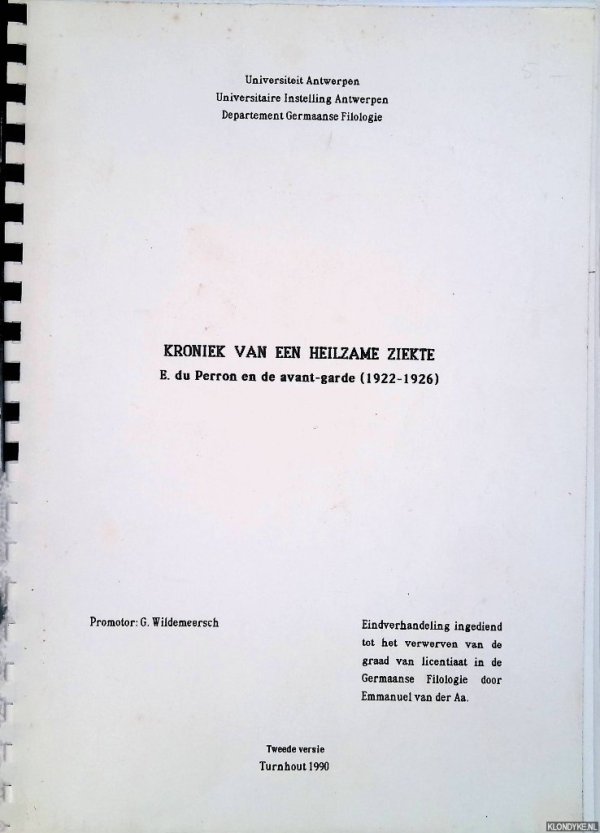 Universiteit Antwerpen
Universitaire Instelling Antwerpen
Departement Germaanse Filologie
KRONIEK VAN EEN HEILZAME ZIEKTE
E. du Perron en de avant-garde (1922-1926)
Promotor: G. Wildemeersch
Eindverhandeling ingediend
tot het verwerven van de
graad van licentiaat in de
Germaanse Filologie door
Emmanuel van der Aa.
Tweede versie
Turnhout 1990
KLONDYKE.NL